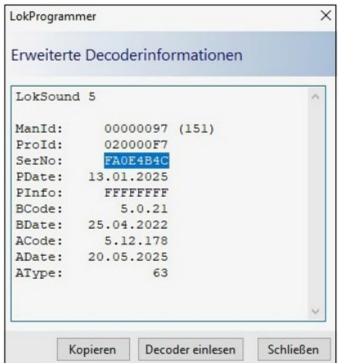 LokProgrammer
Erweiterte Decoderinformationen
LokSound 5
ManId: 00000097 (151)
ProId: 020000F7
SerNo: FA0E4B4C
PDate: 13.01.2025
PInfo: FFFFFFFF
BCode: 5.0.21
BDate: 25.04.2022
ACode: 5.12.178
ADate: 20.05.2025
AType: 63
Kopieren Decoder einlesen Schließen